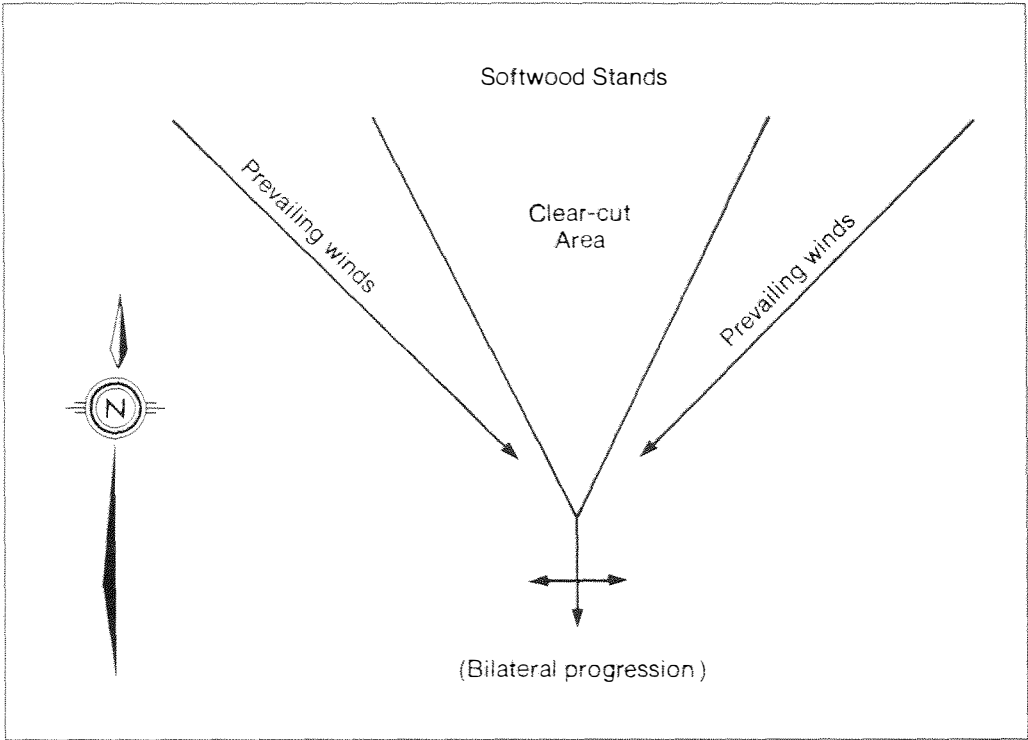 Softwood Stands
Prevailing winds
Clear-cut
Area
Prevailing winds
N
(Bilateral progression)